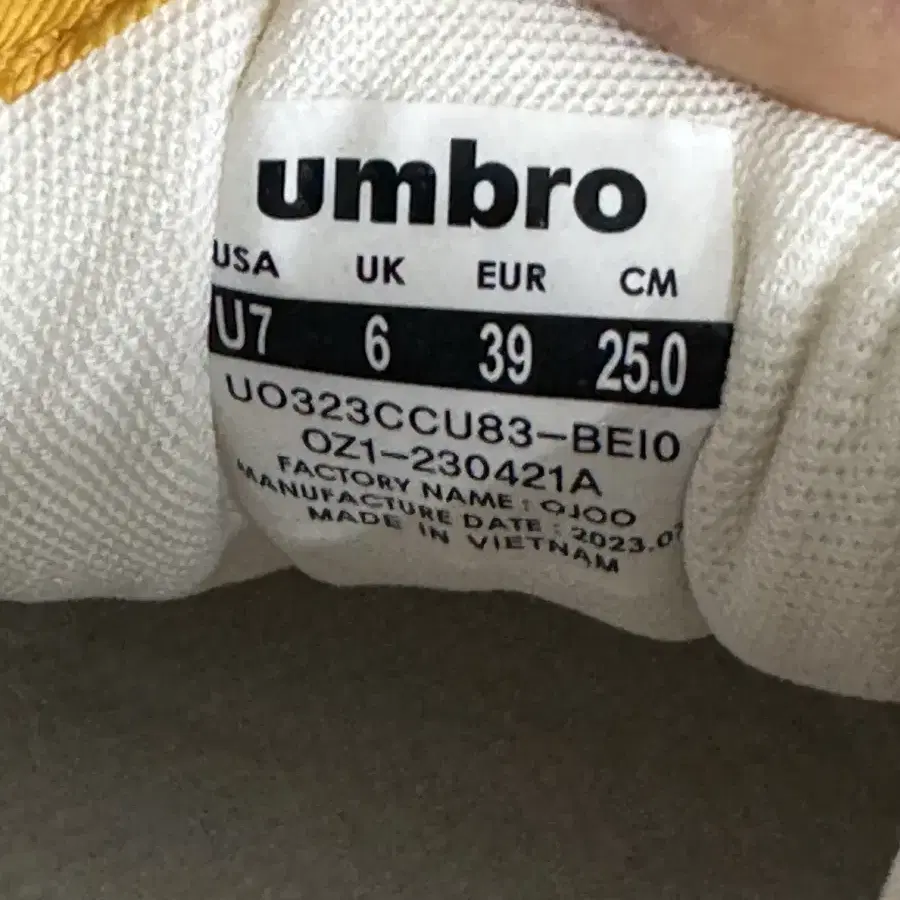 umbro
USA UK EUR CM
U7 6 39 25.0
UO323CCU83-BEI0
OZ1-230421A
FACTORY NAME : OJOO
MANUFACTURE DATE : 2023.07
MADE IN VIETNAM